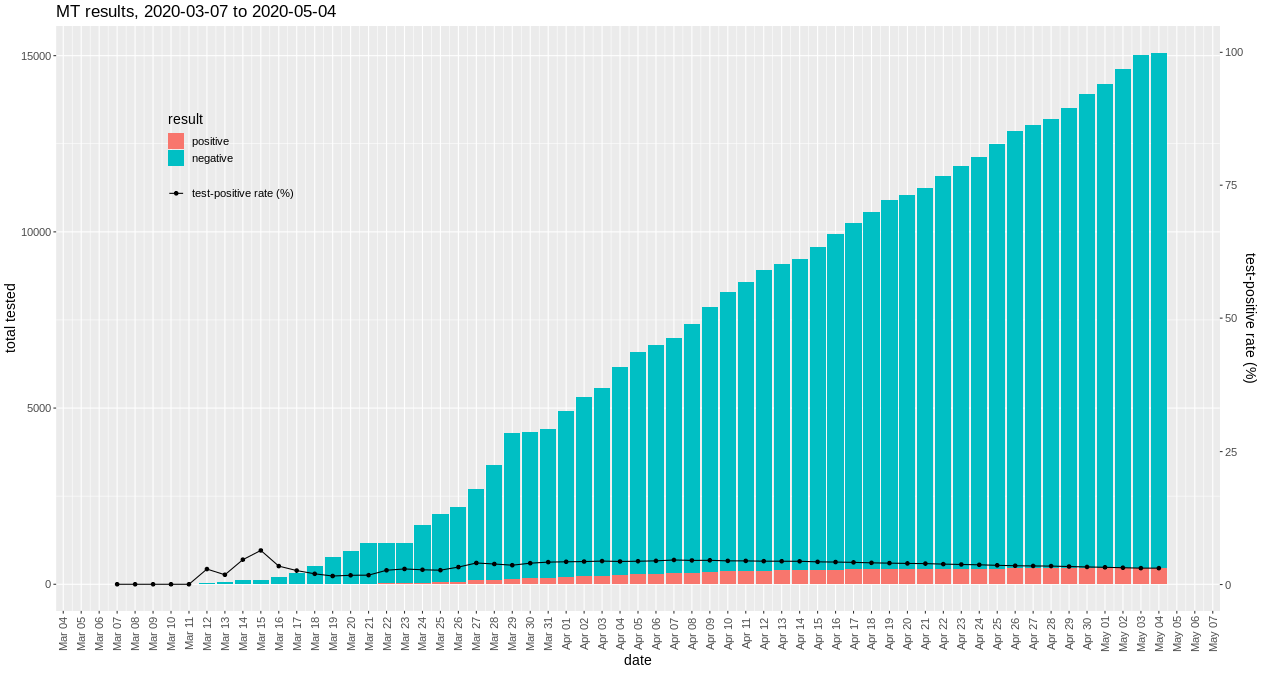 MT results, 2020-03-07 to 2020-05-04
total tested
15000
10000
5000
0
result
positive
negative
test-positive rate (%)
100
75
50
25
0
test-positive rate (%)
Mar 04
Mar 05
Mar 06
Mar 07
Mar 08
Mar 09
Mar 10
Mar 11
Mar 12
Mar 13
Mar 14
Mar 15
Mar 16
Mar 17
Mar 18
Mar 19
Mar 20
Mar 21
Mar 22
Mar 23
Mar 24
Mar 25
Mar 26
Mar 27
Mar 28
Mar 29
Mar 30
Mar 31
Apr 01
Apr 02
Apr 03
Apr 04
Apr 05
Apr 06
Apr 07
Apr 08
Apr 09
Apr 10
Apr 11
Apr 12
Apr 13
Apr 14
Apr 15
Apr 16
Apr 17
Apr 18
Apr 19
Apr 20
Apr 21
Apr 22
Apr 23
Apr 24
Apr 25
Apr 26
Apr 27
Apr 28
Apr 29
Apr 30
May 01
May 02
May 03
May 04
May 05
May 06
May 07
date